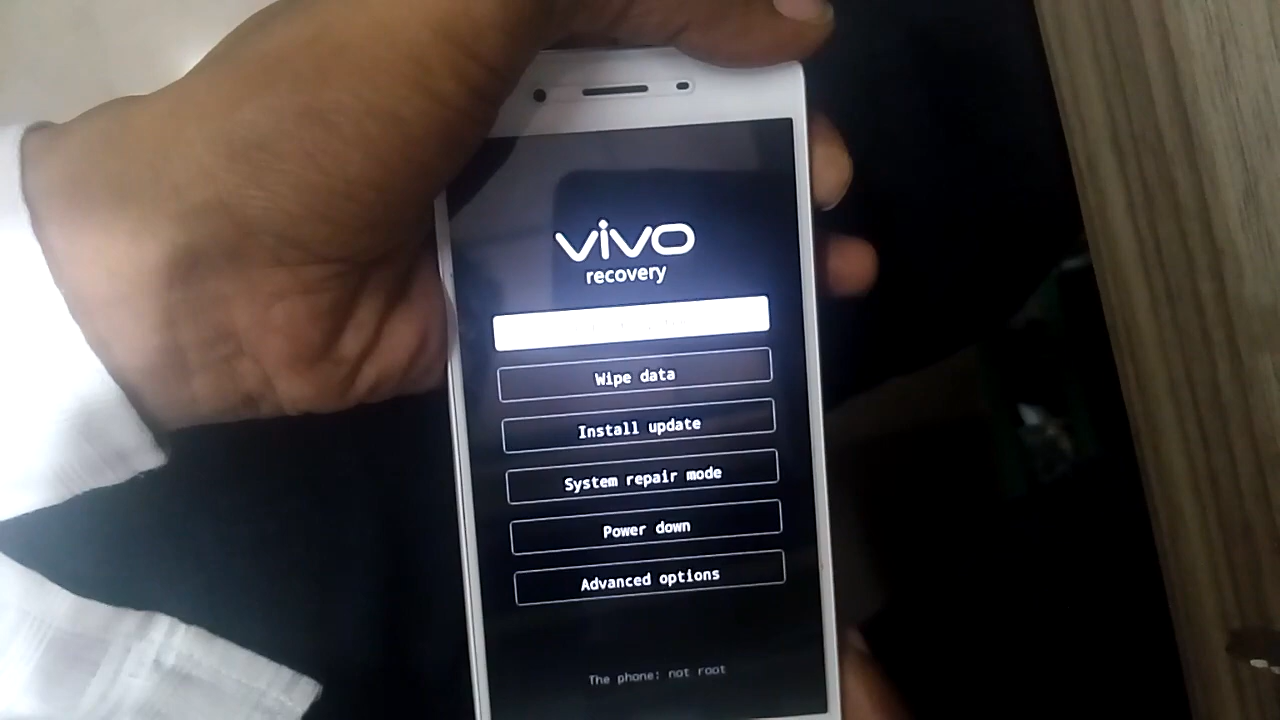 vivo
recovery
Wipe data
Install update
System repair mode
Power down
Advanced options
The phone: not root